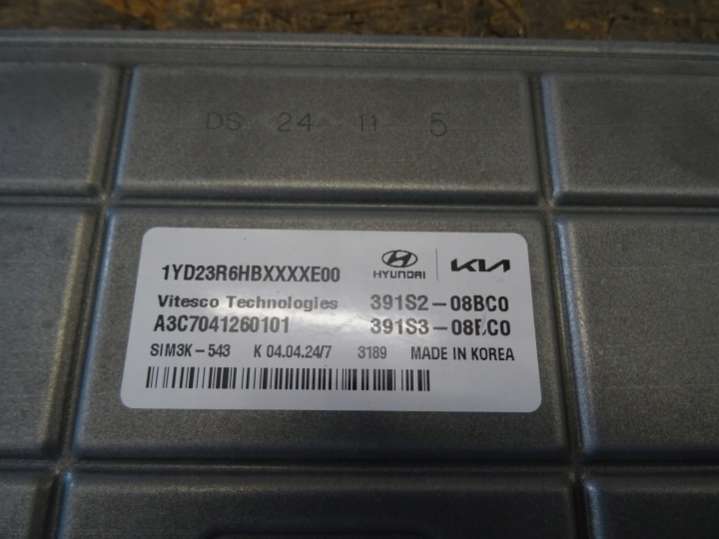 DS 24 11 5
1YD23R6HBXXXXE00
HYUNDAI
KIA
Vitesco Technologies
391S2-08BC0
A3C7041260101
SIM3K-543 K 04.04.24/7 3189 MADE IN KOREA